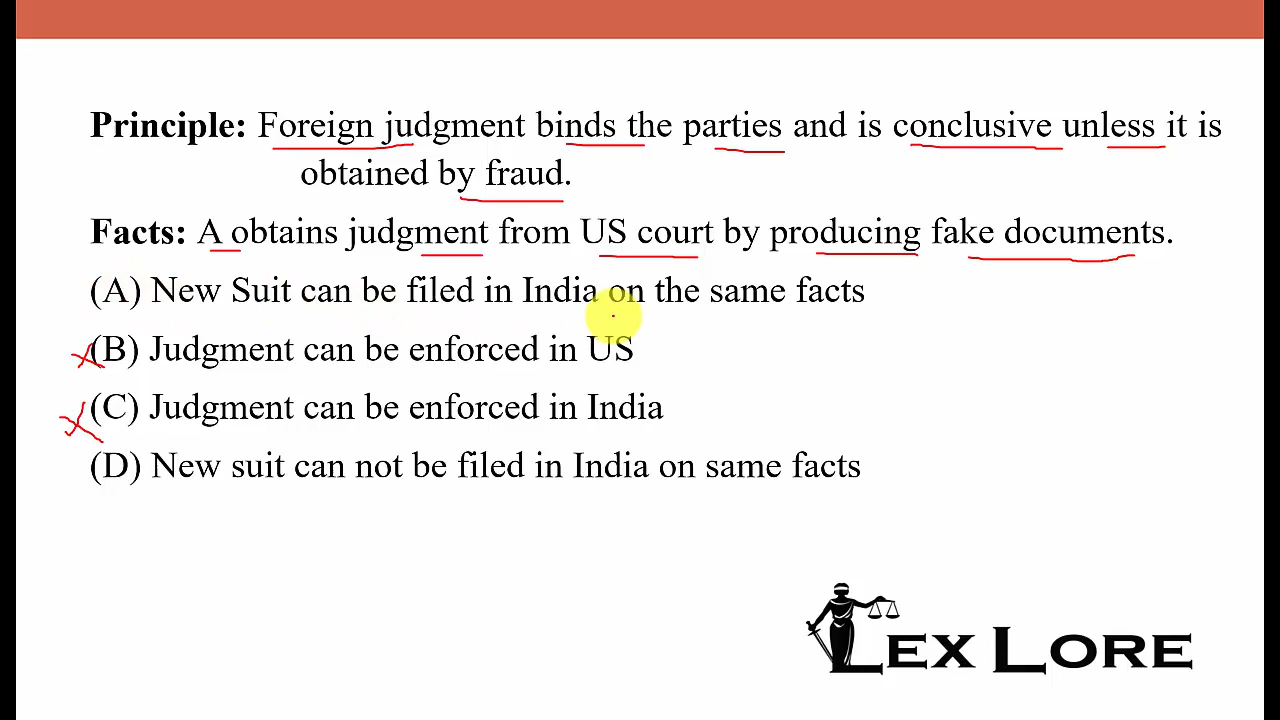 Principle: Foreign judgment binds the parties and is conclusive unless it is
obtained by fraud.
Facts: A obtains judgment from US court by producing fake documents.
(A) New Suit can be filed in India on the same facts
(B) Judgment can be enforced in US
(C) Judgment can be enforced in India
(D) New suit can not be filed in India on same facts
LEX LORE